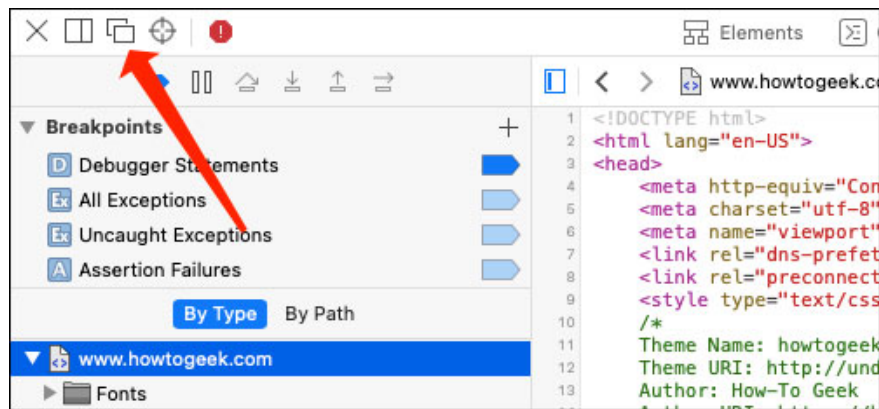 Elements
www.howtogeek.c
Breakpoints
D Debugger Statements
Ex All Exceptions
Ex Uncaught Exceptions
A Assertion Failures
By Type By Path
www.howtogeek.com
Fonts
1 <!DOCTYPE html>
2 <html lang="en-US">
3 <head>
4 <meta http-equiv="Con
5 <meta charset="utf-8"
6 <meta name="viewport"
7 <link rel="dns-prefet
8 <link rel="preconnect
9 <style type="text/css
10 /*
11 Theme Name: howtogeek
12 Theme URI: http://und
13 Author: How-To Geek